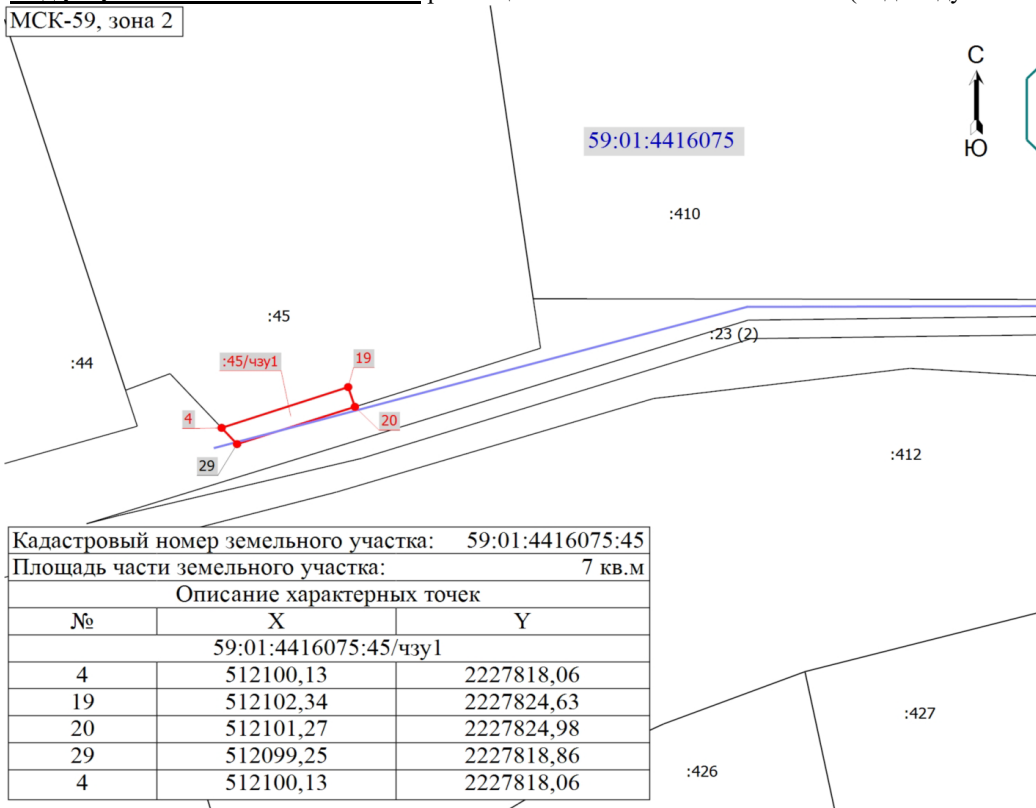 МСК-59, зона 2
С
Ю
59:01:4416075
:410
:45
:23 (2)
:44
:45/чзу1
19
4
20
29
:412
Кадастровый номер земельного участка: 59:01:4416075:45
Площадь части земельного участка: 7 кв.м
Описание характерных точек
№ X Y
59:01:4416075:45/чзу1
4 512100,13 2227818,06
19 512102,34 2227824,63
20 512101,27 2227824,98
29 512099,25 2227818,86
4 512100,13 2227818,06
:427
:426